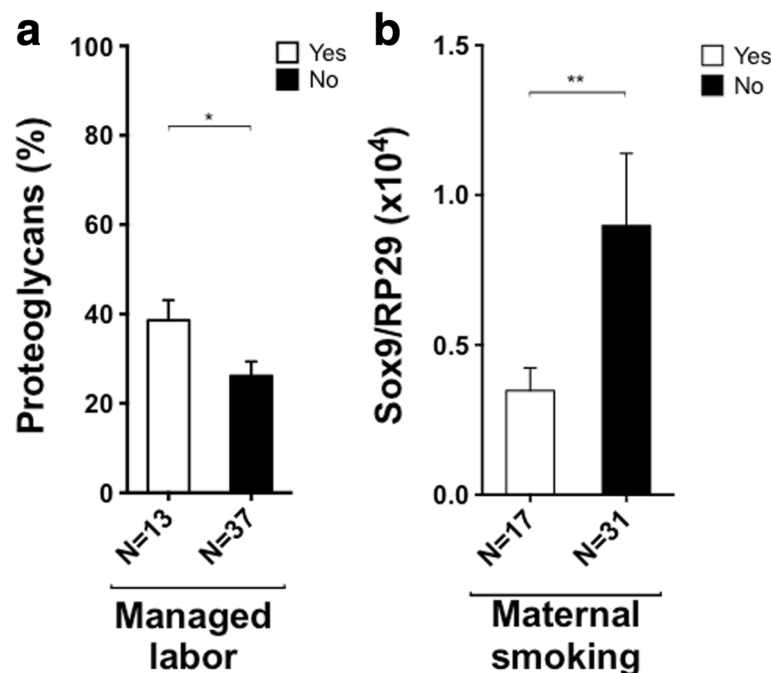 a
100
80
60
40
20
0
Proteoglycans (%)
Yes
No
*
N=13
N=37
Managed
labor
b
1.5
1.0
0.5
0.0
Sox9/RP29 (x10⁴)
Yes
No
**
N=17
N=31
Maternal
smoking